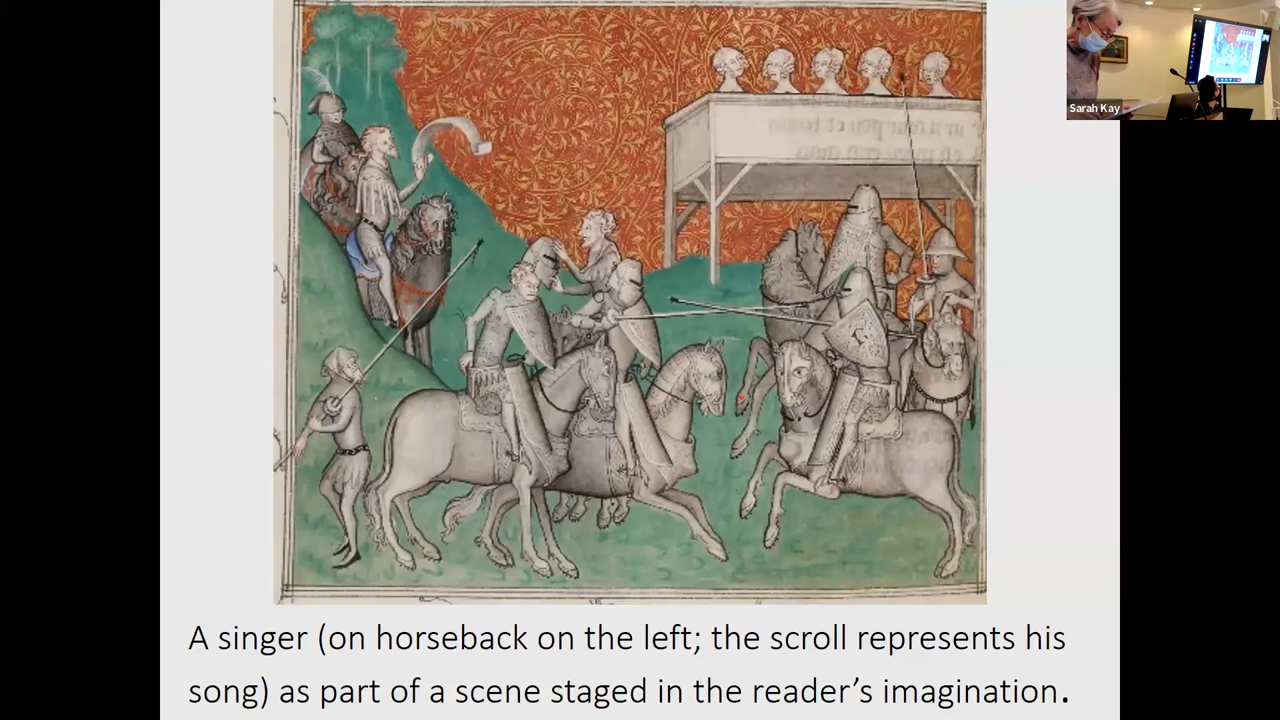 Sarah Kay
A singer (on horseback on the left; the scroll represents his
song) as part of a scene staged in the reader's imagination.